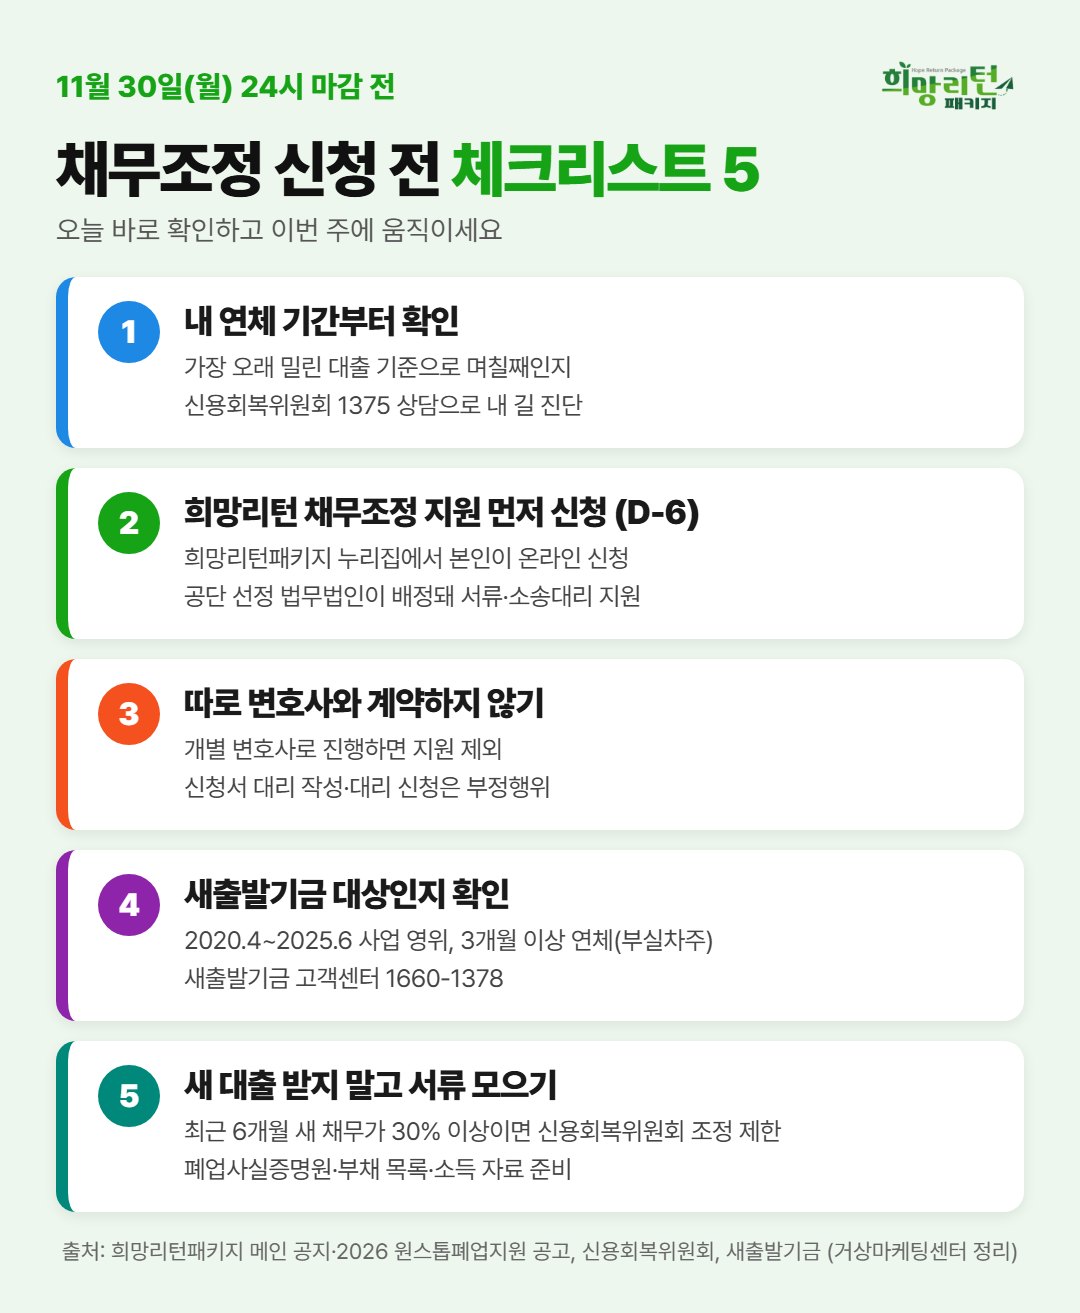 11월 30일(월) 24시 마감 전
Hope Return Package
희망리턴
패키지
채무조정 신청 전 체크리스트 5
오늘 바로 확인하고 이번 주에 움직이세요
1
내 연체 기간부터 확인
가장 오래 밀린 대출 기준으로 며칠째인지
신용회복위원회 1375 상담으로 내 길 진단
2
희망리턴 채무조정 지원 먼저 신청 (D-6)
희망리턴패키지 누리집에서 본인이 온라인 신청
공단 선정 법무법인이 배정돼 서류·소송대리 지원
3
따로 변호사와 계약하지 않기
개별 변호사로 진행하면 지원 제외
신청서 대리 작성·대리 신청은 부정행위
4
새출발기금 대상인지 확인
2020.4~2025.6 사업 영위, 3개월 이상 연체(부실차주)
새출발기금 고객센터 1660-1378
5
새 대출 받지 말고 서류 모으기
최근 6개월 새 채무가 30% 이상이면 신용회복위원회 조정 제한
폐업사실증명원·부채 목록·소득 자료 준비
출처: 희망리턴패키지 메인 공지·2026 원스톱폐업지원 공고, 신용회복위원회, 새출발기금 (거상마케팅센터 정리)